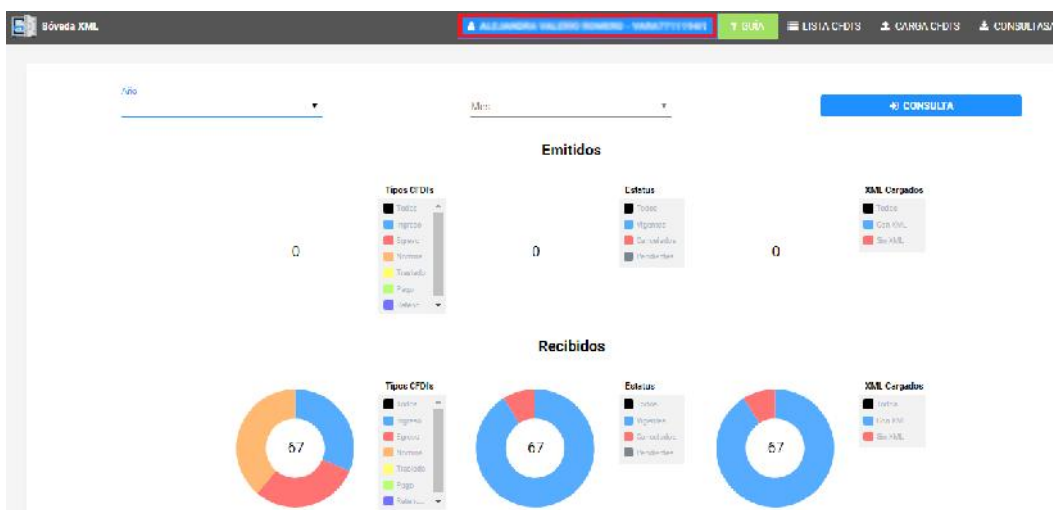 Bóveda XML
GUÍA
LISTA CFDIS
CARGA CFDIS
CONSULTASA
Año
Mes
CONSULTA
Emitidos
Tipos CFDIs
Todos
Ingreso
Egreso
Nomina
Traslado
Pago
0
Estatus
Todos
Vigentes
Cancelados
Pendientes
0
XML Cargados
Todos
Con XML
Sin XML
0
Recibidos
Tipos CFDIs
Todos
Ingreso
Egreso
Nomina
Traslado
Pago
67
Estatus
Todos
Vigentes
Cancelados
Pendientes
67
XML Cargados
Todos
Con XML
Sin XML
67